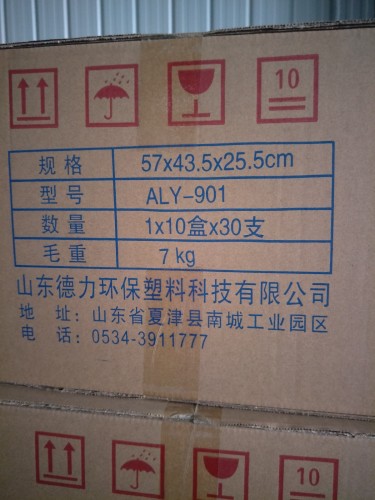 10
规格 57x43.5x25.5cm
型号 ALY-901
数量 1x10盒x30支
毛重 7kg
山东德力环保塑料科技有限公司
地址:山东省夏津县南城工业园区
电话:0534-3911777
10